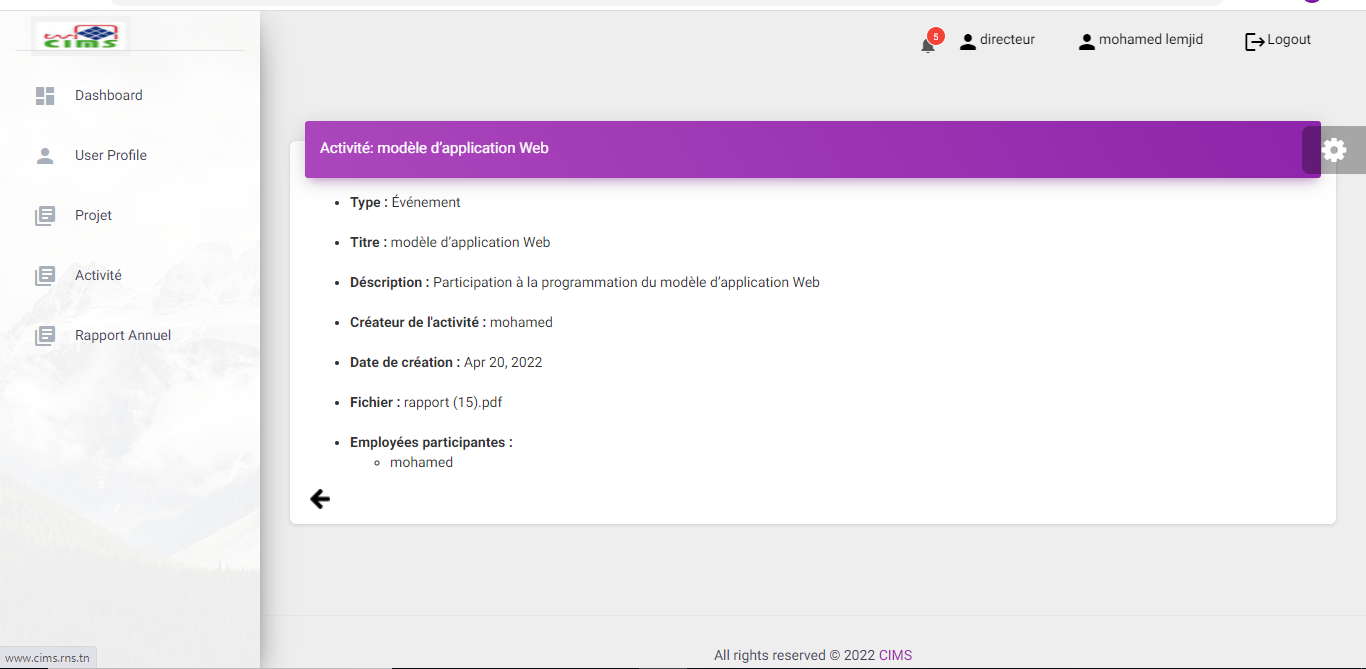 CIMS
5
directeur
mohamed lemjid
Logout
Dashboard
User Profile
Projet
Activité
Rapport Annuel
Activité: modèle d’application Web
Type : Événement
Titre : modèle d’application Web
Déscription : Participation à la programmation du modèle d’application Web
Créateur de l'activité : mohamed
Date de création : Apr 20, 2022
Fichier : rapport (15).pdf
Employées participantes :
mohamed
All rights reserved © 2022 CIMS
www.cims.rns.tn